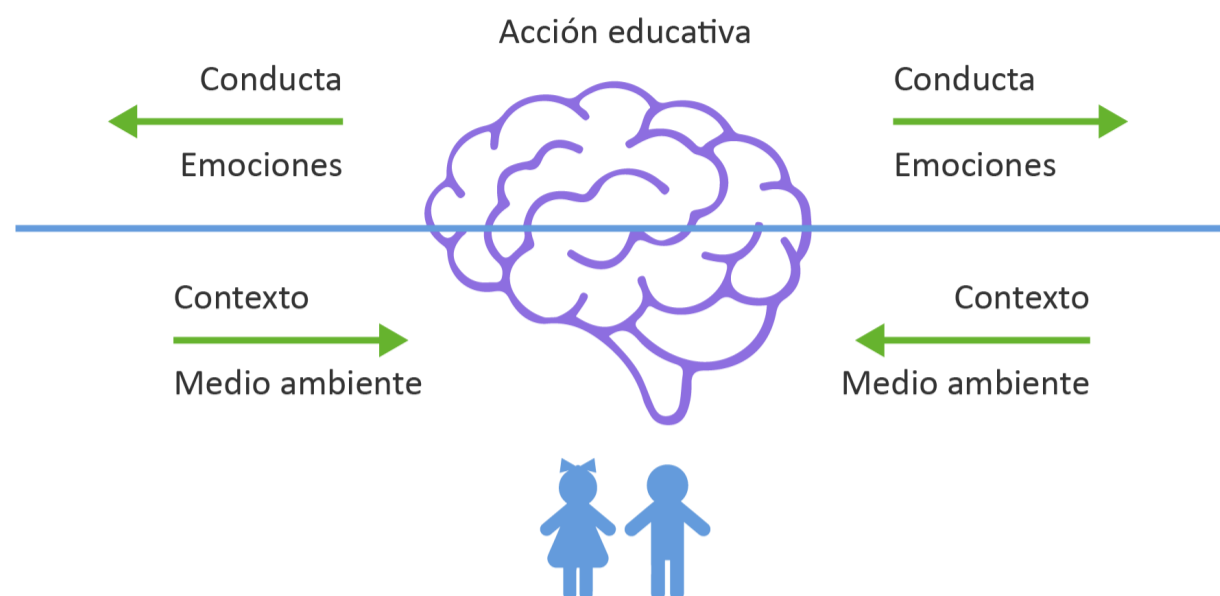 Acción educativa
Conducta
Emociones
Conducta
Emociones
Contexto
Medio ambiente
Contexto
Medio ambiente